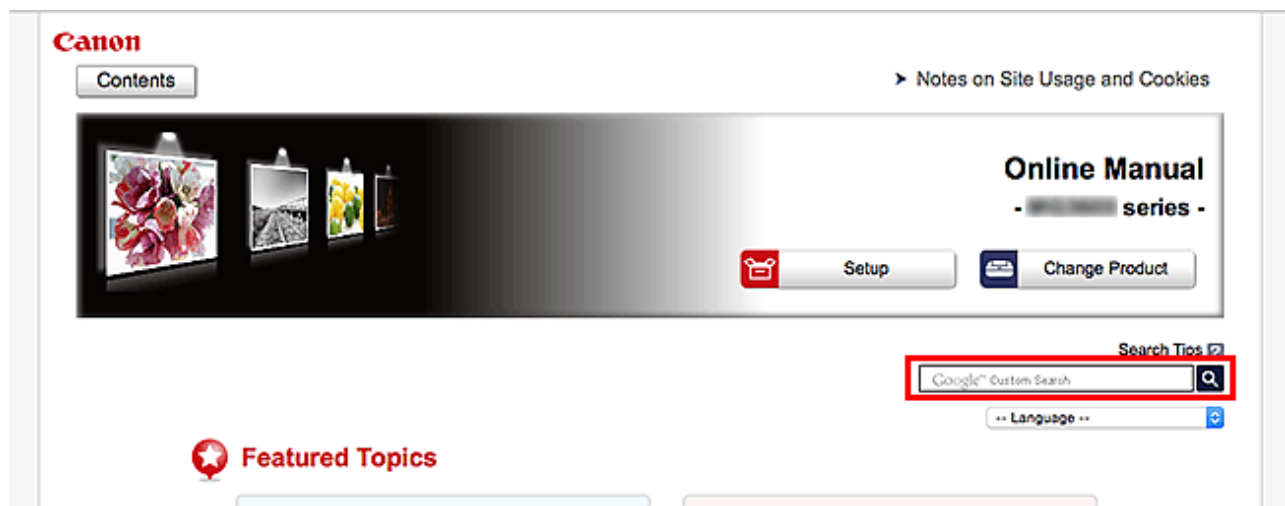 Canon
Contents
Notes on Site Usage and Cookies
Online Manual
- series -
Setup
Change Product
Search Tips
Google™ Custom Search
-- Language --
Featured Topics